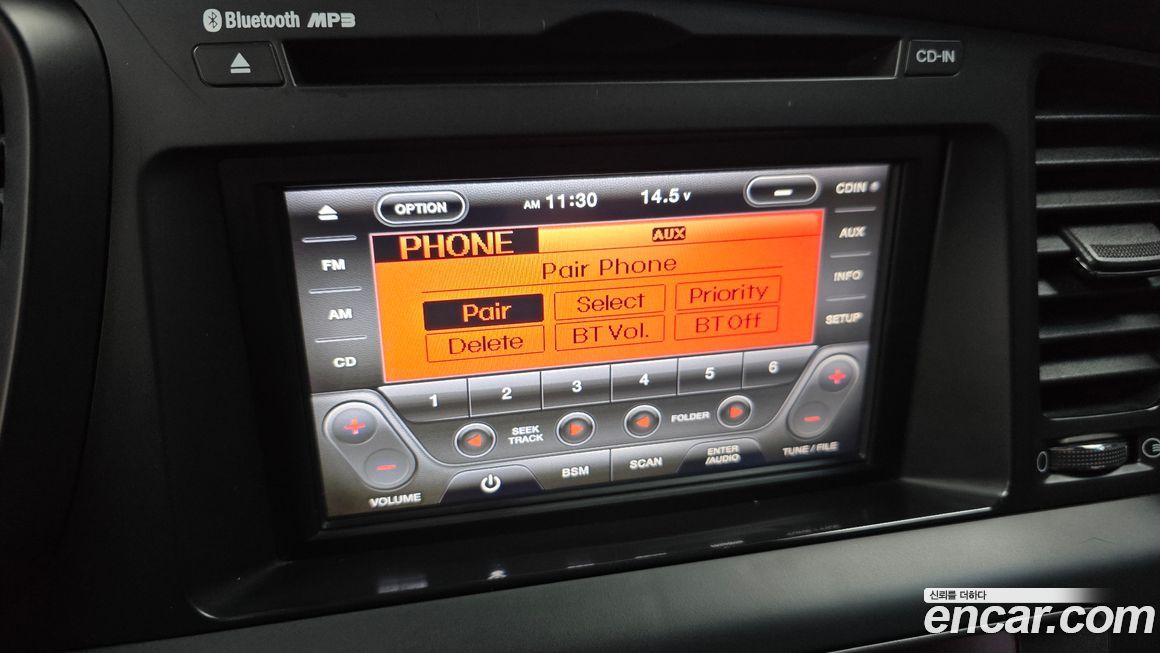 Bluetooth MP3
CD-IN
OPTION
AM 11:30
14.5 V
CDIN
PHONE
AUX
FM
AM
CD
AUX
INFO
SETUP
Pair Phone
Pair
Select
Priority
Delete
BT Vol.
BT Off
1
2
3
4
5
6
SEEK
TRACK
FOLDER
VOLUME
BSM
SCAN
ENTER
/AUDIO
TUNE / FILE
0
신뢰를 더하다
encar.com